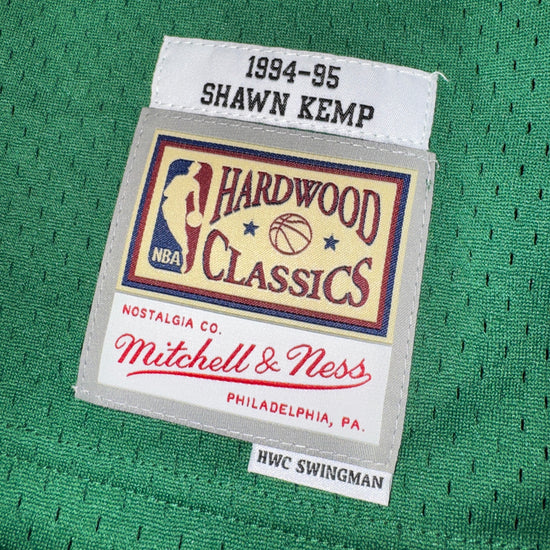 1994-95
SHAWN KEMP
HARDWOOD
NBA
CLASSICS
NOSTALGIA CO.
Mitchell & Ness
PHILADELPHIA, PA.
HWC SWINGMAN